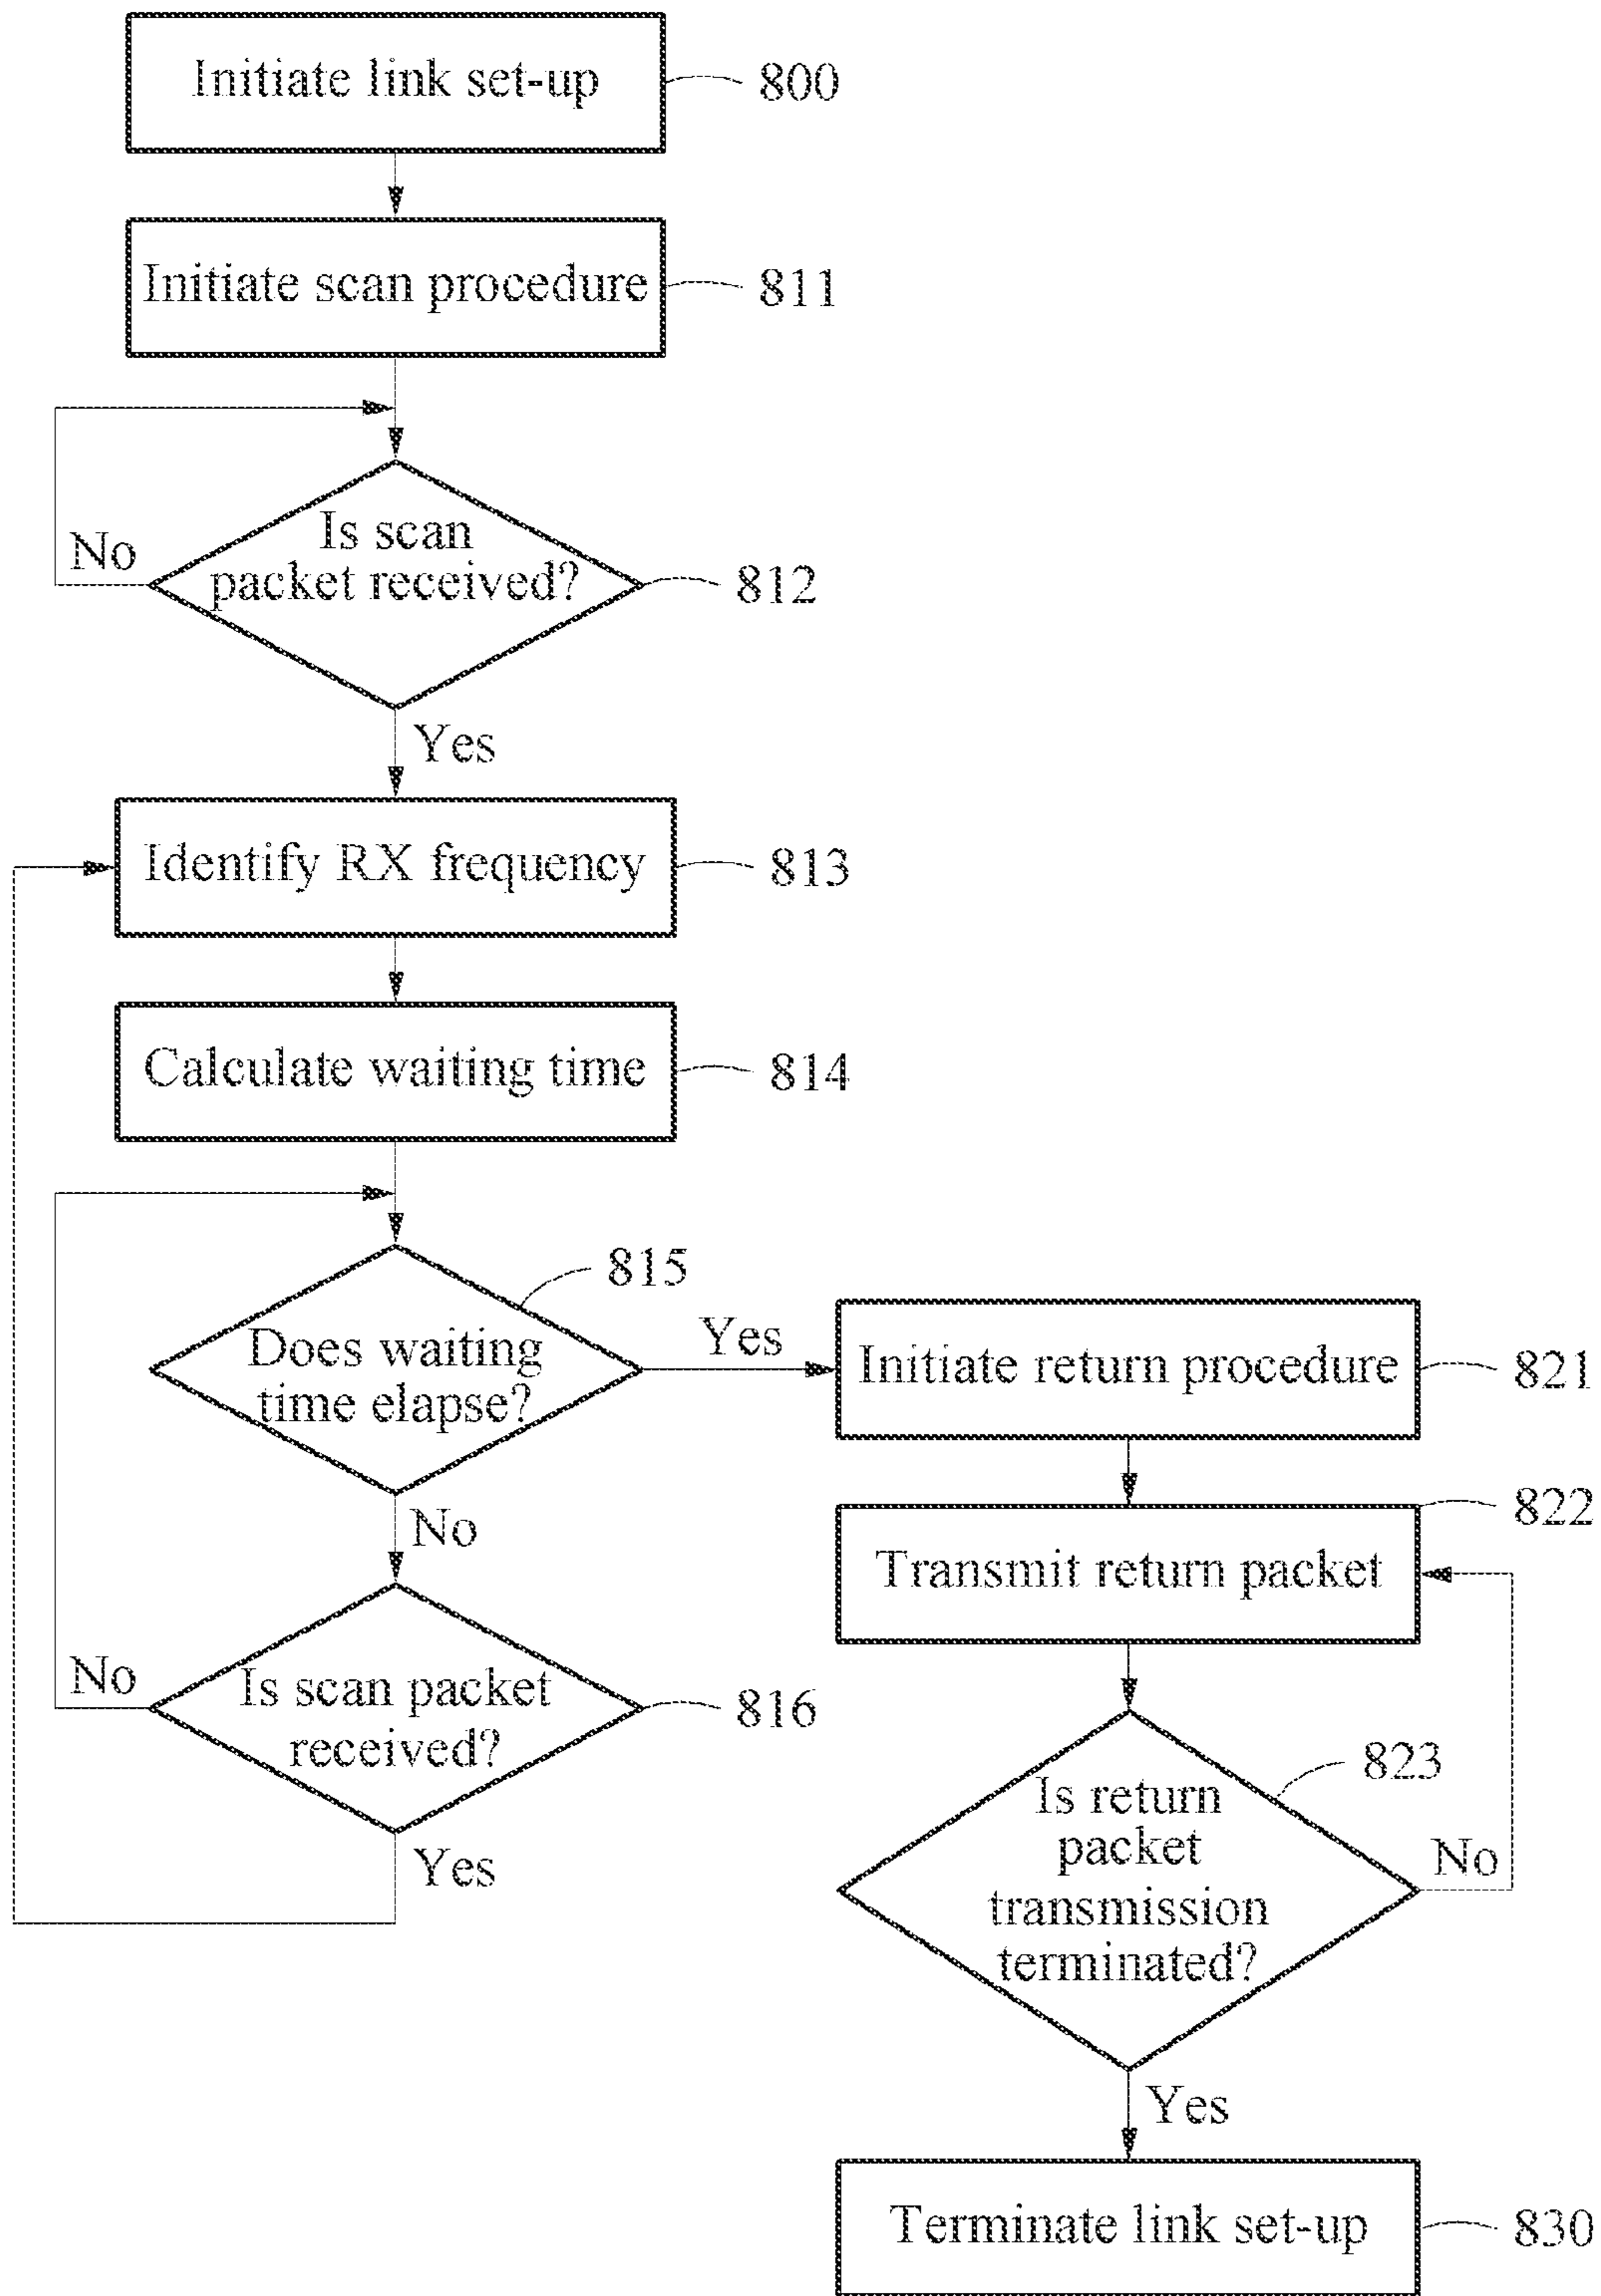 Initiate link set-up
800
Initiate scan procedure
811
Is scan
packet received?
No
812
Yes
Identify RX frequency
813
Calculate waiting time
814
815
Does waiting
time elapse?
Yes
No
Is scan packet
received?
No
816
Yes
Initiate return procedure
821
822
Transmit return packet
823
Is return
packet
transmission
terminated?
No
Yes
Terminate link set-up
830